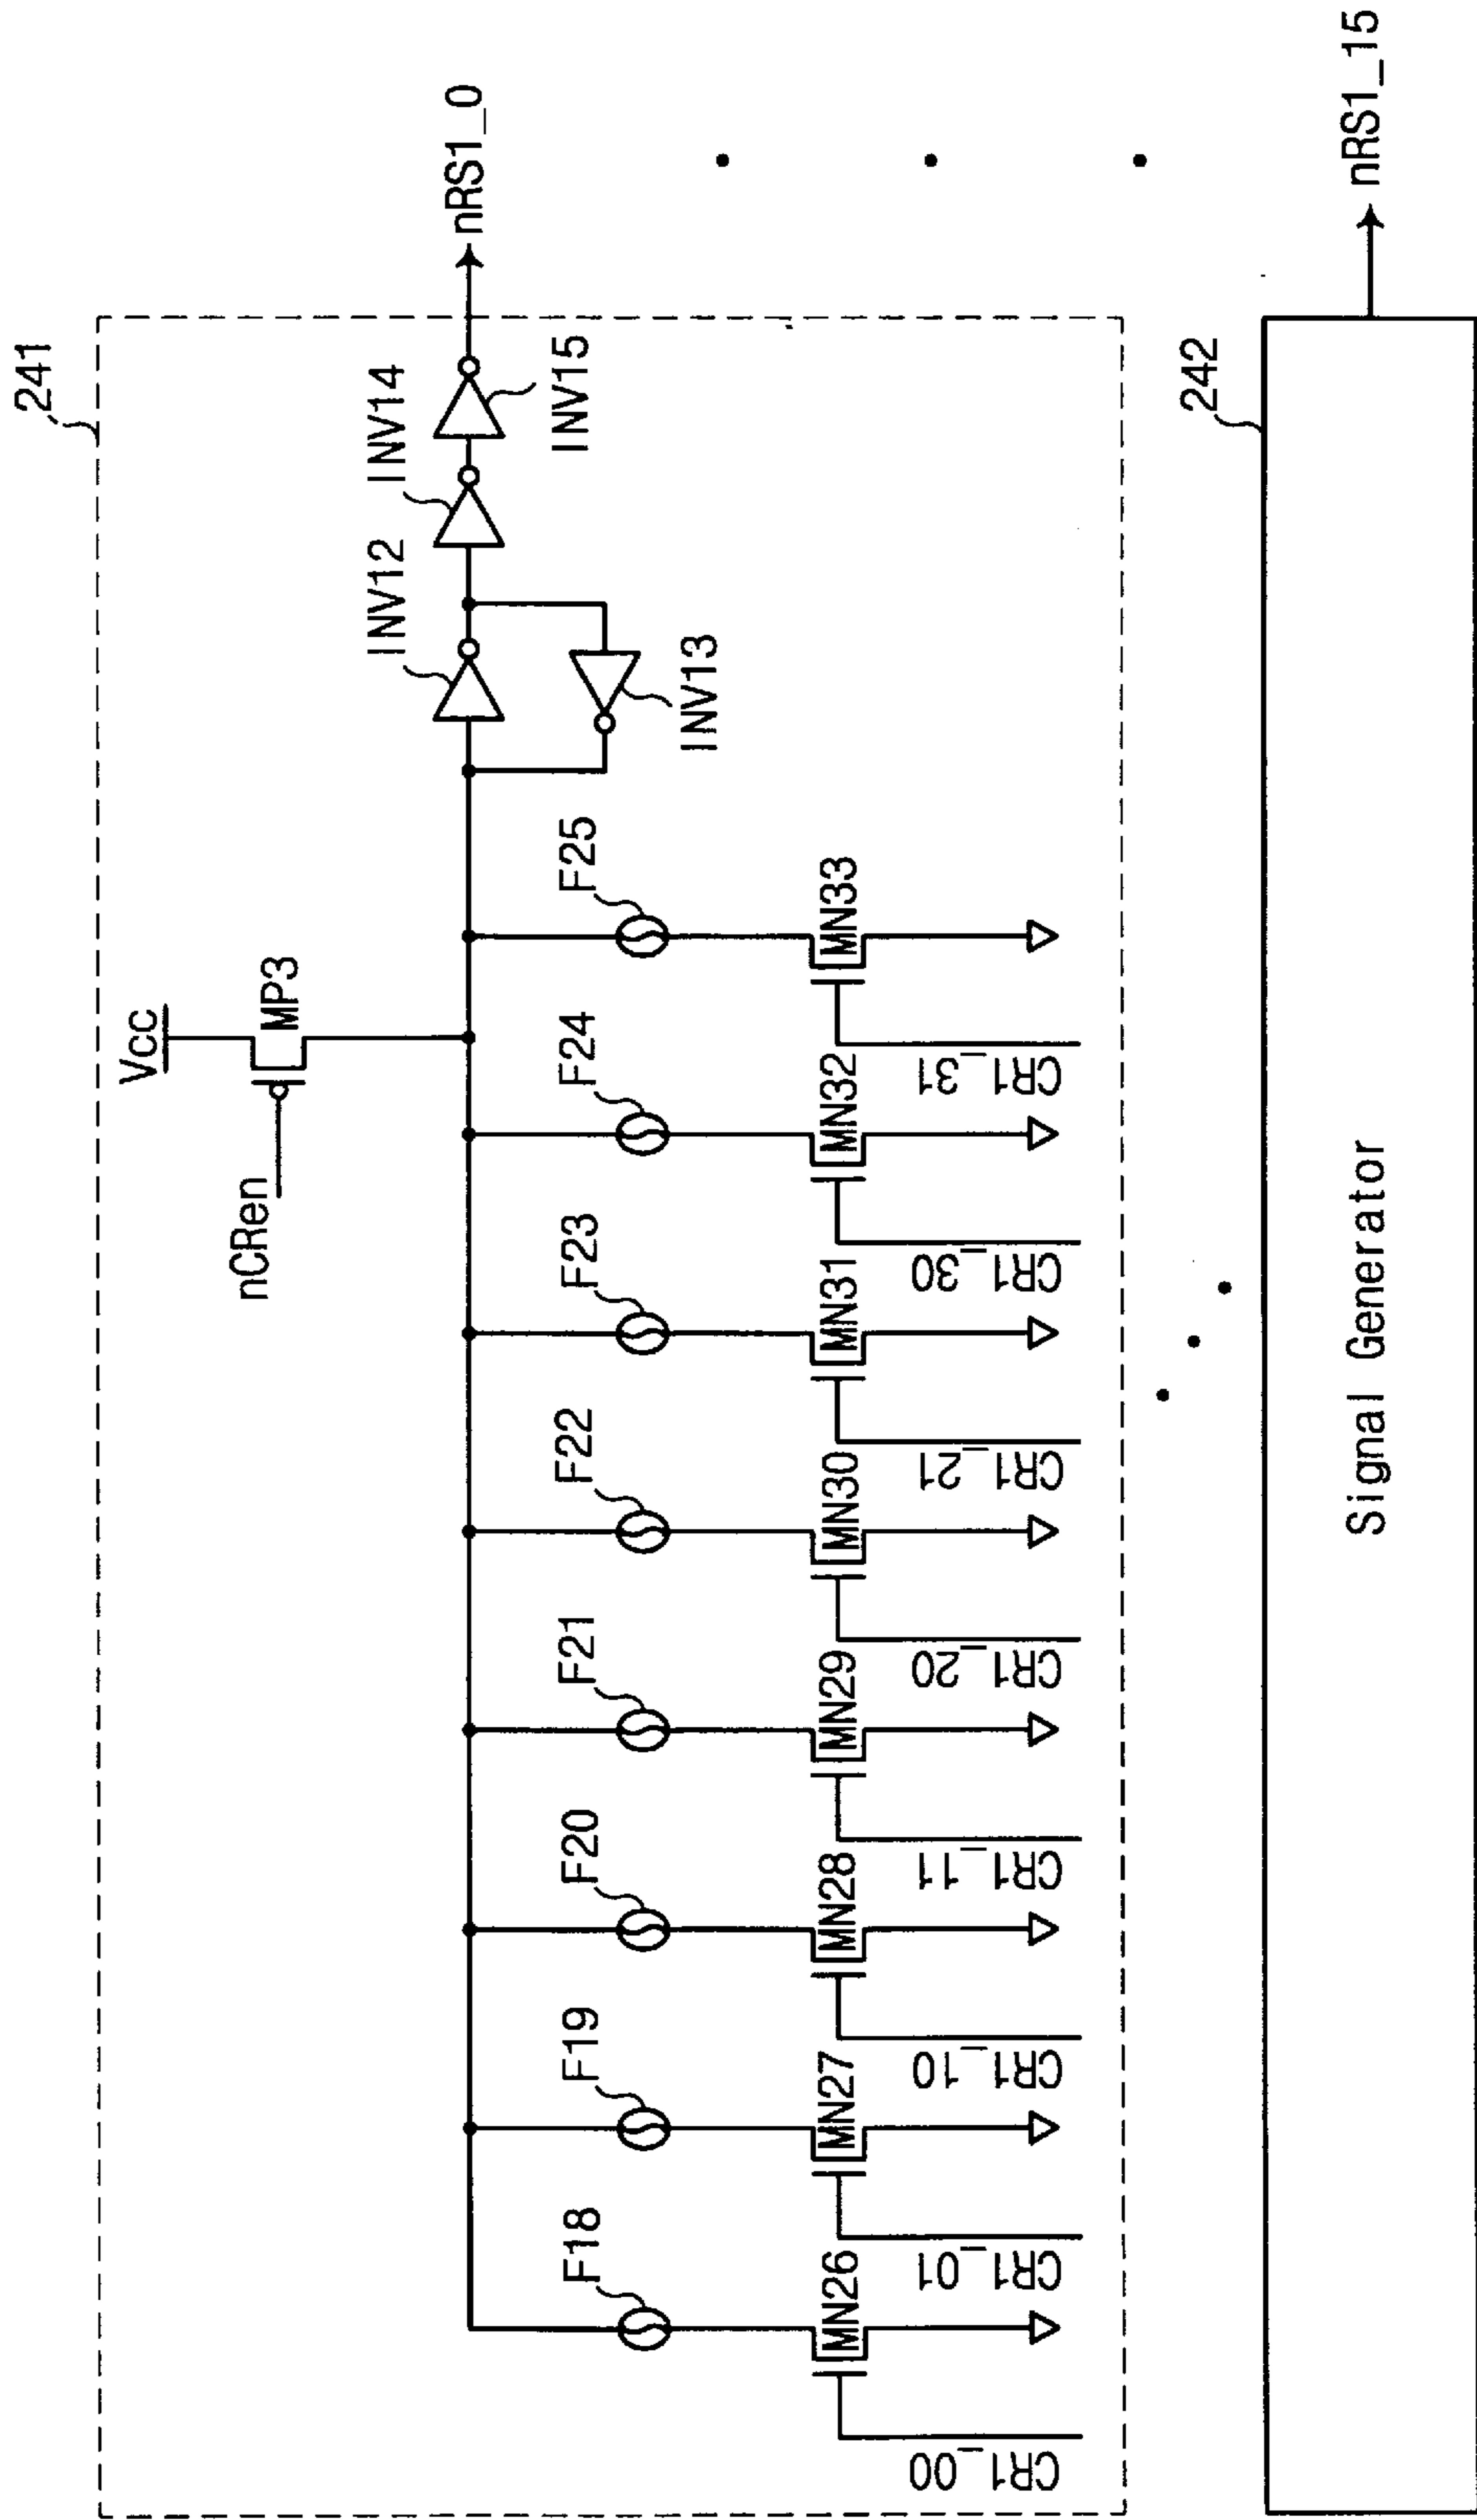 241
Vcc
nCRen
MP3
INV12
INV14
nRS1_0
INV13
INV15
F18
F19
F20
F21
F22
F23
F24
F25
MN26
MN27
MN28
MN29
MN30
MN31
MN32
MN33
CR1_00
CR1_01
CR1_10
CR1_11
CR1_20
CR1_21
CR1_30
CR1_31
242
Signal Generator
nRS1_15